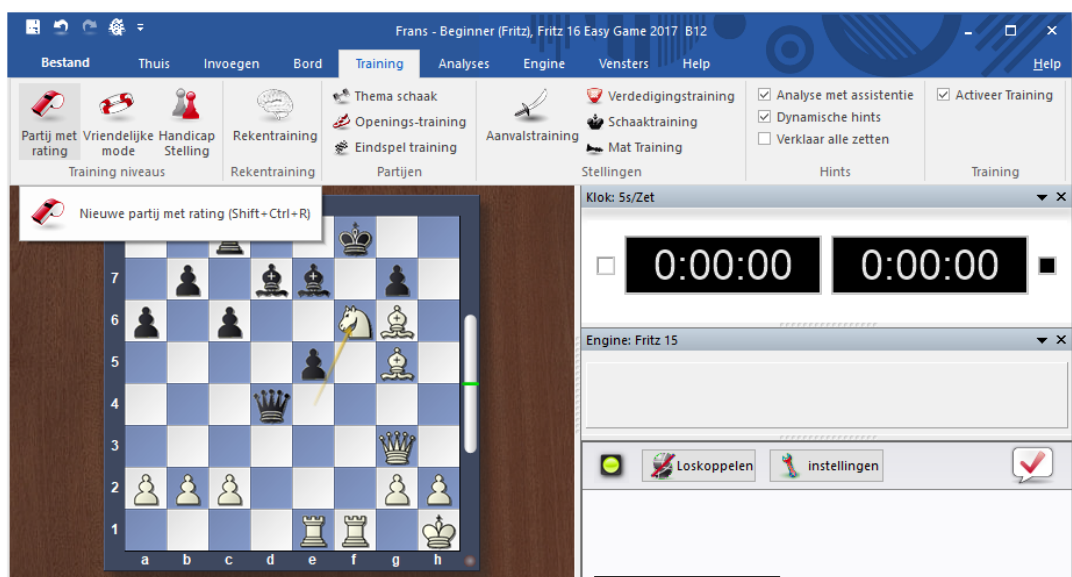 Frans - Beginner (Fritz), Fritz 16 Easy Game 2017 B12
Bestand Thuis Invoegen Bord Training Analyses Engine Vensters Help Help
Partij met rating
Vriendelijke mode
Handicap Stelling
Training niveaus
Rekentraining
Rekentraining
Thema schaak
Openings-training
Eindspel training
Partijen
Aanvalstraining
Verdedigingstraining
Schaaktraining
Mat Training
Stellingen
Analyse met assistentie
Dynamische hints
Verklaar alle zetten
Hints
Activeer Training
Training
Nieuwe partij met rating (Shift+Ctrl+R)
7
6
5
4
3
2
1
a b c d e f g h
Klok: 5s/Zet
0:00:00 0:00:00
Engine: Fritz 15
Loskoppelen instellingen